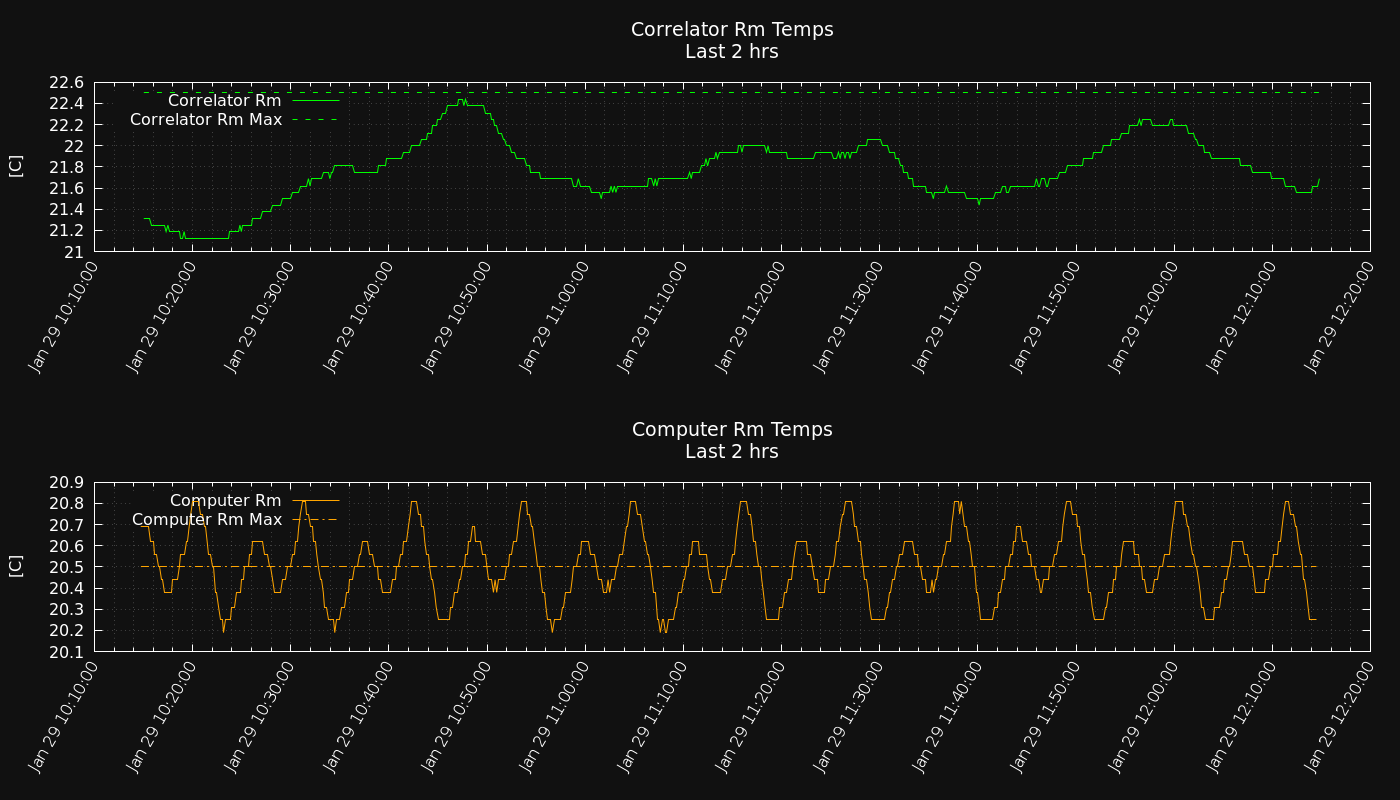 Correlator Rm Temps
Last 2 hrs
[C]
22.6
22.4
22.2
22
21.8
21.6
21.4
21.2
21
Correlator Rm
Correlator Rm Max
Jan 29 10:10:00
Jan 29 10:20:00
Jan 29 10:30:00
Jan 29 10:40:00
Jan 29 10:50:00
Jan 29 11:00:00
Jan 29 11:10:00
Jan 29 11:20:00
Jan 29 11:30:00
Jan 29 11:40:00
Jan 29 11:50:00
Jan 29 12:00:00
Jan 29 12:10:00
Jan 29 12:20:00
Computer Rm Temps
Last 2 hrs
[C]
20.9
20.8
20.7
20.6
20.5
20.4
20.3
20.2
20.1
Computer Rm
Computer Rm Max
Jan 29 10:10:00
Jan 29 10:20:00
Jan 29 10:30:00
Jan 29 10:40:00
Jan 29 10:50:00
Jan 29 11:00:00
Jan 29 11:10:00
Jan 29 11:20:00
Jan 29 11:30:00
Jan 29 11:40:00
Jan 29 11:50:00
Jan 29 12:00:00
Jan 29 12:10:00
Jan 29 12:20:00